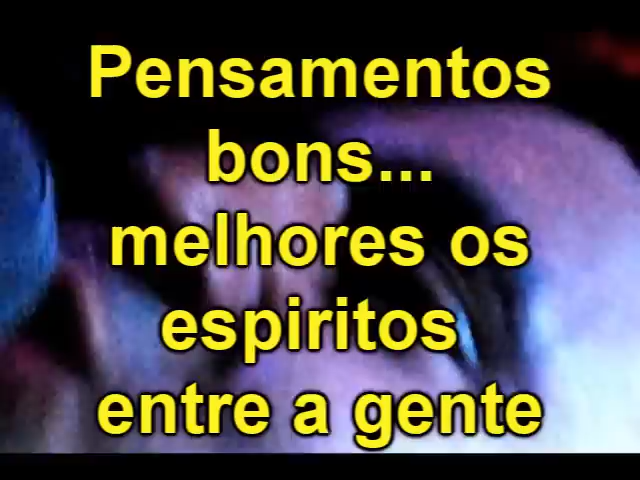 Pensamentos
bons...
melhores os
espiritos
entre a gente